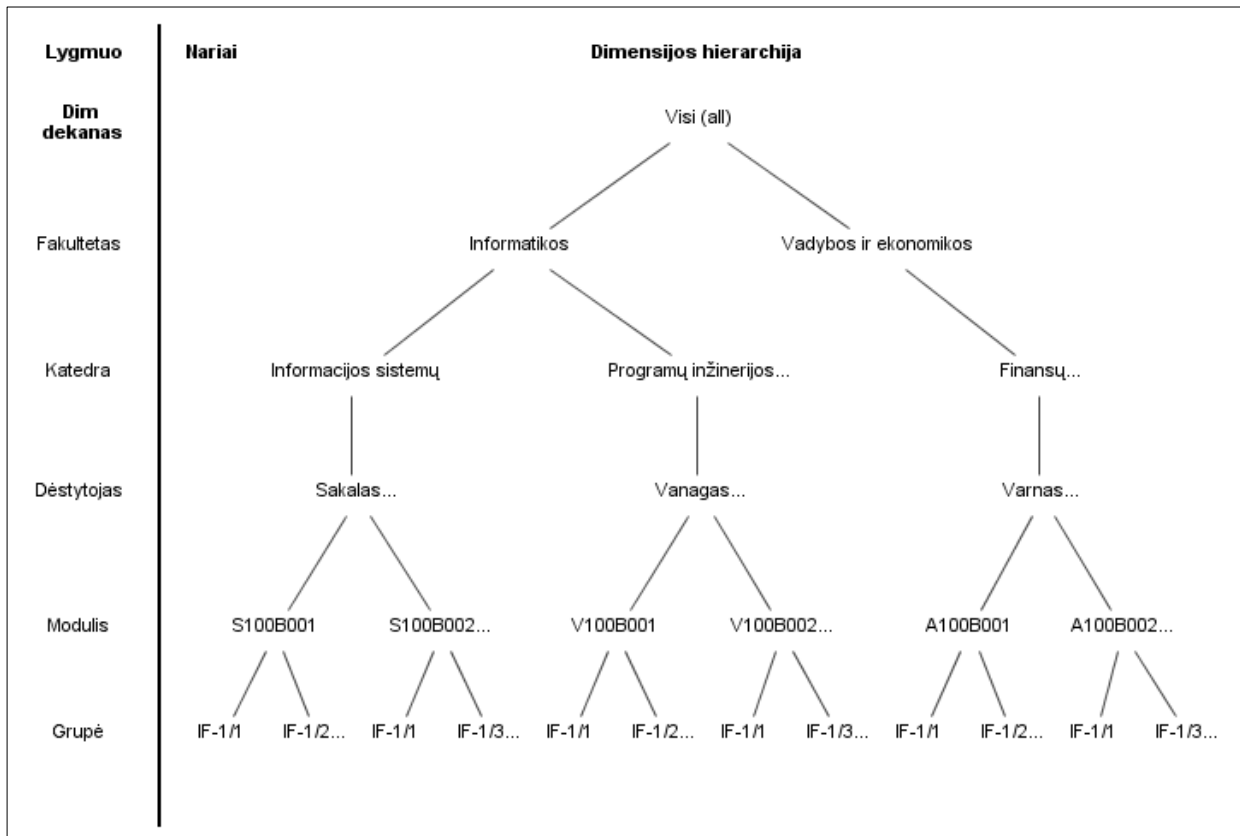 Lygmuo Nariai Dimensijos hierarchija
Dim
dekanas
Visi (all)
Fakultetas Informatikos Vadybos ir ekonomikos
Katedra Informacijos sistemų Programų inžinerijos... Finansų...
Dėstytojas Sakalas... Vanagas... Varnas...
Modulis S100B001 S100B002... V100B001 V100B002... A100B001 A100B002...
Grupė IF-1/1 IF-1/2... IF-1/1 IF-1/3... IF-1/1 IF-1/2... IF-1/1 IF-1/3... IF-1/1 IF-1/2... IF-1/1 IF-1/3...